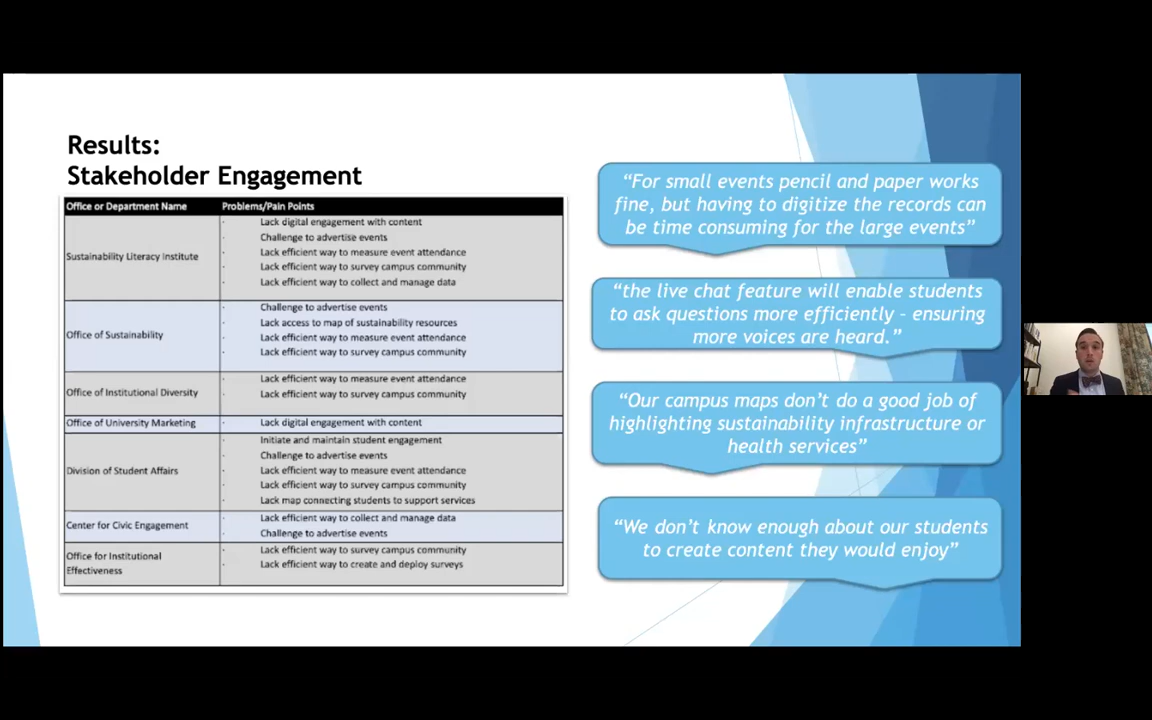 Results:
Stakeholder Engagement
Office or Department Name
Problems/Pain Points
Sustainability Literacy Institute
· Lack digital engagement with content
· Challenge to advertise events
· Lack efficient way to measure event attendance
· Lack efficient way to survey campus community
· Lack efficient way to collect and manage data
Office of Sustainability
· Challenge to advertise events
· Lack access to map of sustainability resources
· Lack efficient way to measure event attendance
· Lack efficient way to survey campus community
Office of Institutional Diversity
· Lack efficient way to measure event attendance
· Lack efficient way to survey campus community
Office of University Marketing
· Lack digital engagement with content
Division of Student Affairs
· Initiate and maintain student engagement
· Challenge to advertise events
· Lack efficient way to measure event attendance
· Lack efficient way to survey campus community
· Lack map connecting students to support services
Center for Civic Engagement
· Lack efficient way to collect and manage data
· Challenge to advertise events
Office for Institutional
Effectiveness
· Lack efficient way to survey campus community
· Lack efficient way to create and deploy surveys
“For small events pencil and paper works
fine, but having to digitize the records can
be time consuming for the large events”
“the live chat feature will enable students
to ask questions more efficiently – ensuring
more voices are heard.”
“Our campus maps don’t do a good job of
highlighting sustainability infrastructure or
health services”
“We don’t know enough about our students
to create content they would enjoy”